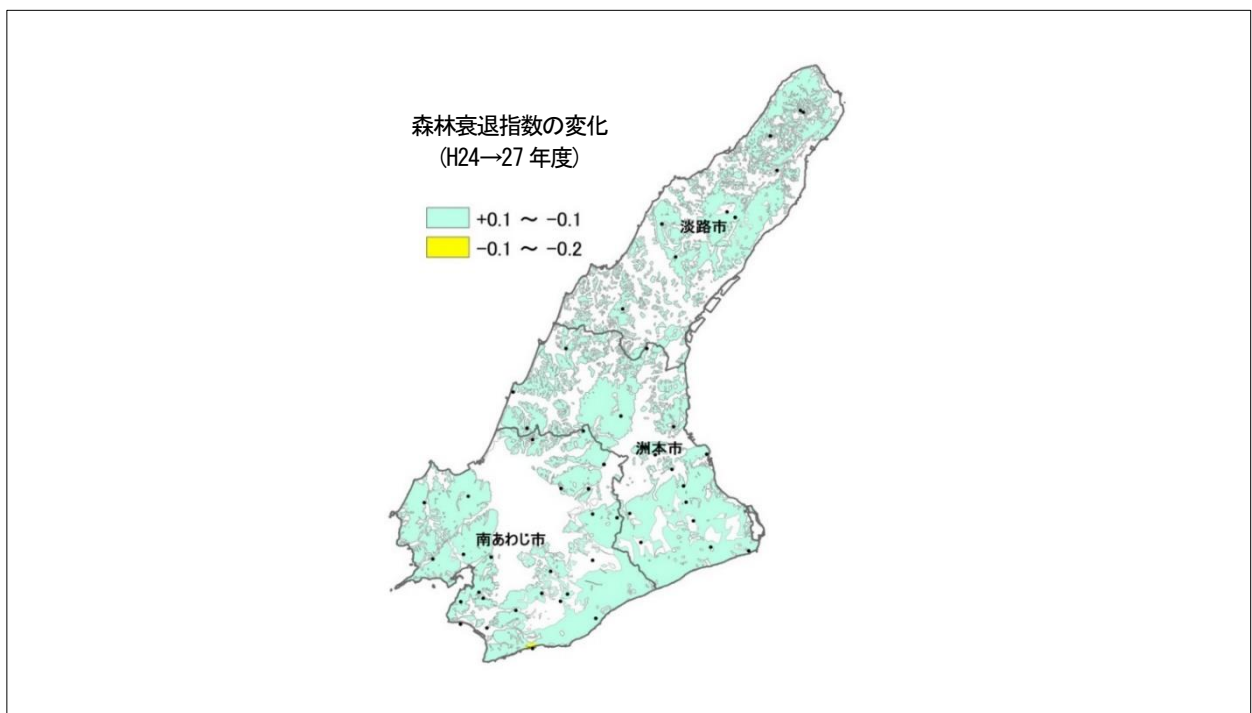 森林衰退指数の変化
(H24→27 年度)
+0.1 ～ -0.1
-0.1 ～ -0.2
淡路市
洲本市
南あわじ市